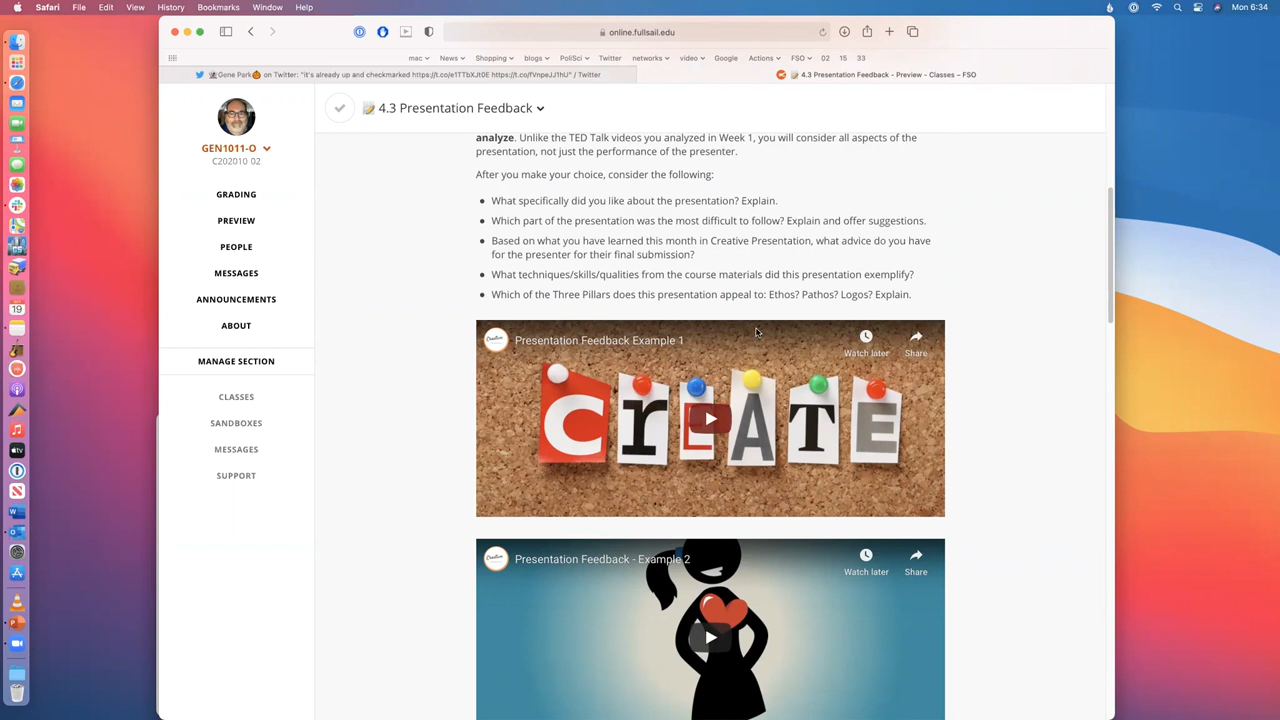 Safari File Edit View History Bookmarks Window Help
Mon 6:34
online.fullsail.edu
mac News Shopping blogs PoliSci Twitter networks video Google Actions FSO 02 15 33
Gene Park on Twitter: "it's already up and checkmarked https://t.co/e1TTbXJt0E https://t.co/fVnpeJJ1hU" / Twitter
4.3 Presentation Feedback - Preview - Classes – FSO
GEN1011-O
C202010 02
GRADING
PREVIEW
PEOPLE
MESSAGES
ANNOUNCEMENTS
ABOUT
MANAGE SECTION
CLASSES
SANDBOXES
MESSAGES
SUPPORT
4.3 Presentation Feedback
analyze. Unlike the TED Talk videos you analyzed in Week 1, you will consider all aspects of the
presentation, not just the performance of the presenter.
After you make your choice, consider the following:
What specifically did you like about the presentation? Explain.
Which part of the presentation was the most difficult to follow? Explain and offer suggestions.
Based on what you have learned this month in Creative Presentation, what advice do you have
for the presenter for their final submission?
What techniques/skills/qualities from the course materials did this presentation exemplify?
Which of the Three Pillars does this presentation appeal to: Ethos? Pathos? Logos? Explain.
Presentation Feedback Example 1
Watch later Share
CrEATE
Presentation Feedback - Example 2
Watch later Share
19